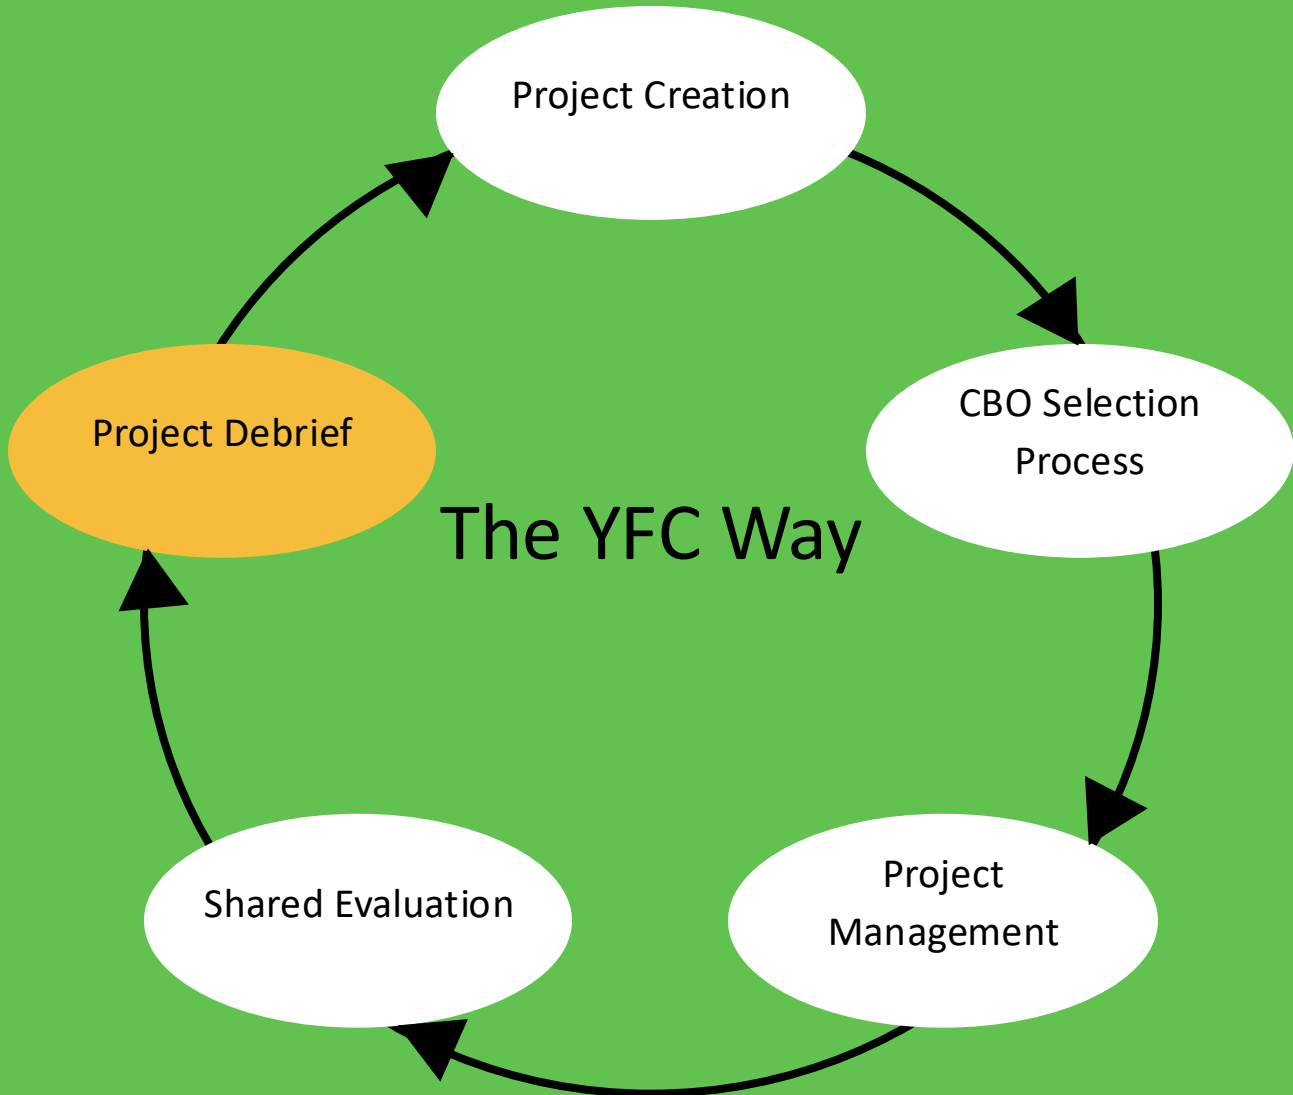 Project Creation
CBO Selection
Process
Project Debrief
The YFC Way
Project
Management
Shared Evaluation